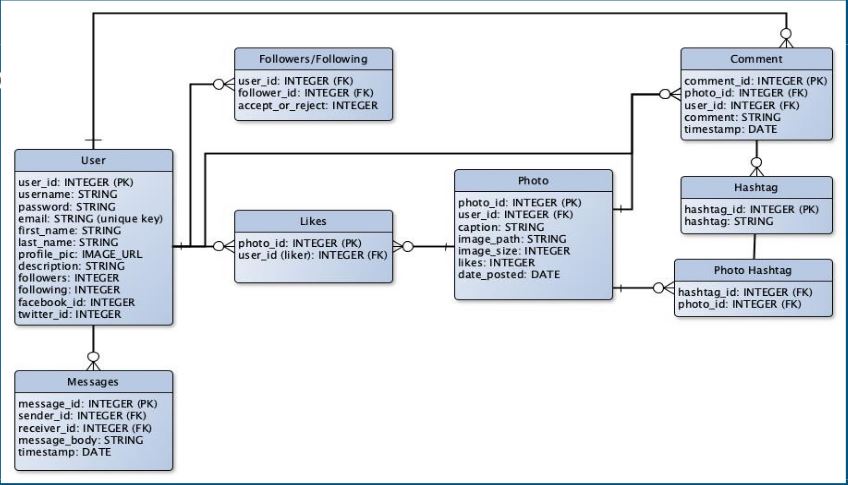 Followers/Following
user_id: INTEGER (FK)
follower_id: INTEGER (FK)
accept_or_reject: INTEGER
Comment
comment_id: INTEGER (PK)
photo_id: INTEGER (FK)
user_id: INTEGER (FK)
comment: STRING
timestamp: DATE
User
user_id: INTEGER (PK)
username: STRING
password: STRING
email: STRING (unique key)
first_name: STRING
last_name: STRING
profile_pic: IMAGE_URL
description: STRING
followers: INTEGER
following: INTEGER
facebook_id: INTEGER
twitter_id: INTEGER
Likes
photo_id: INTEGER (PK)
user_id (liker): INTEGER (FK)
Photo
photo_id: INTEGER (PK)
user_id: INTEGER (FK)
caption: STRING
image_path: STRING
image_size: INTEGER
likes: INTEGER
date_posted: DATE
Hashtag
hashtag_id: INTEGER (PK)
hashtag: STRING
Photo Hashtag
hashtag_id: INTEGER (FK)
photo_id: INTEGER (FK)
Messages
message_id: INTEGER (PK)
sender_id: INTEGER (FK)
receiver_id: INTEGER (FK)
message_body: STRING
timestamp: DATE